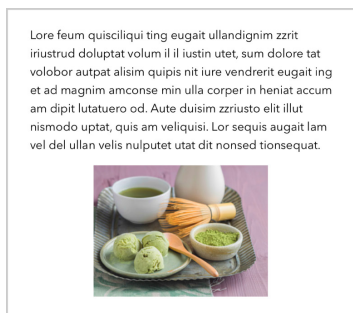 Lore feum quisciliqui ting eugait ullandignim zzrit
iriustrud doluptat volum il il iustin utet, sum dolore tat
volobor autpat alisim quipis nit iure vendrerit eugait ing
et ad magnim amconse min ulla corper in heniat accum
am dipit lutatuero od. Aute duisim zzriusto elit illut
nismodo uptat, quis am veliquisi. Lor sequis augait lam
vel del ullan velis nulputet utat dit nonsed tionsequat.